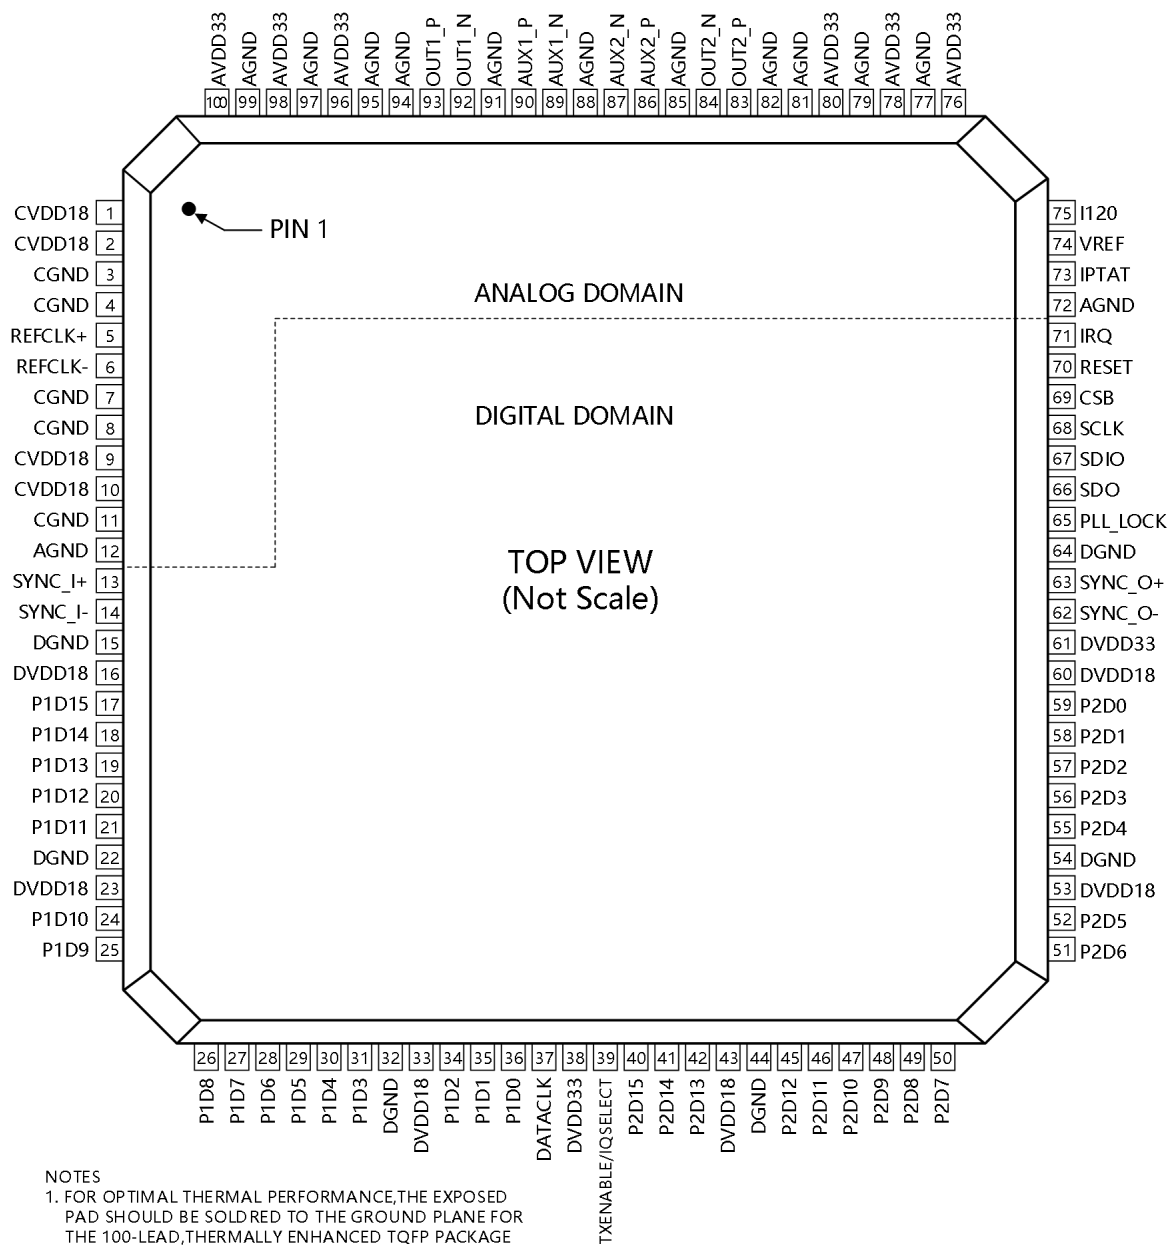 AVDD33
AGND
AVDD33
AGND
AVDD33
AGND
AGND
OUT1_P
OUT1_N
AGND
AUX1_P
AUX1_N
AGND
AUX2_N
AUX2_P
AGND
OUT2_N
OUT2_P
AGND
AGND
AVDD33
AGND
AVDD33
AGND
AVDD33
100 99 98 97 96 95 94 93 92 91 90 89 88 87 86 85 84 83 82 81 80 79 78 77 76
CVDD18 1
CVDD18 2
CGND 3
CGND 4
REFCLK+ 5
REFCLK- 6
CGND 7
CGND 8
CVDD18 9
CVDD18 10
CGND 11
AGND 12
SYNC_I+ 13
SYNC_I- 14
DGND 15
DVDD18 16
P1D15 17
P1D14 18
P1D13 19
P1D12 20
P1D11 21
DGND 22
DVDD18 23
P1D10 24
P1D9 25
PIN 1
ANALOG DOMAIN
DIGITAL DOMAIN
TOP VIEW
(Not Scale)
75 I120
74 VREF
73 IPTAT
72 AGND
71 IRQ
70 RESET
69 CSB
68 SCLK
67 SDIO
66 SDO
65 PLL_LOCK
64 DGND
63 SYNC_O+
62 SYNC_O-
61 DVDD33
60 DVDD18
59 P2D0
58 P2D1
57 P2D2
56 P2D3
55 P2D4
54 DGND
53 DVDD18
52 P2D5
51 P2D6
26 27 28 29 30 31 32 33 34 35 36 37 38 39 40 41 42 43 44 45 46 47 48 49 50
P1D8
P1D7
P1D6
P1D5
P1D4
P1D3
DGND
DVDD18
P1D2
P1D1
P1D0
DATACLK
DVDD33
TXENABLE/IQSELECT
P2D15
P2D14
P2D13
DVDD18
DGND
P2D12
P2D11
P2D10
P2D9
P2D8
P2D7
NOTES
1. FOR OPTIMAL THERMAL PERFORMANCE,THE EXPOSED
PAD SHOULD BE SOLDRED TO THE GROUND PLANE FOR
THE 100-LEAD,THERMALLY ENHANCED TQFP PACKAGE